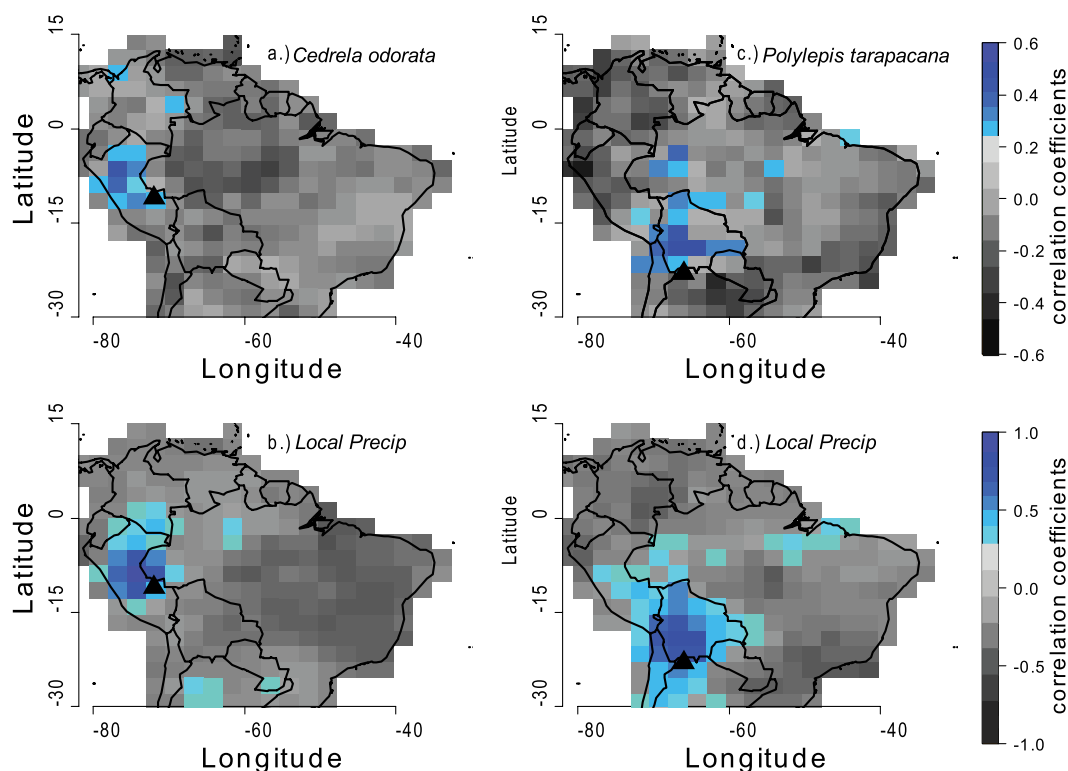 a.) Cedrela odorata
15
0
-15
-30
Latitude
-80
-60
-40
Longitude
c.) Polylepis tarapacana
15
0
-15
-30
Latitude
-80
-60
-40
Longitude
0.6
0.4
0.2
0.0
-0.2
-0.4
-0.6
correlation coefficients
b.) Local Precip
15
0
-15
-30
Latitude
-80
-60
-40
Longitude
d.) Local Precip
15
0
-15
-30
Latitude
-80
-60
-40
Longitude
1.0
0.5
0.0
-0.5
-1.0
correlation coefficients